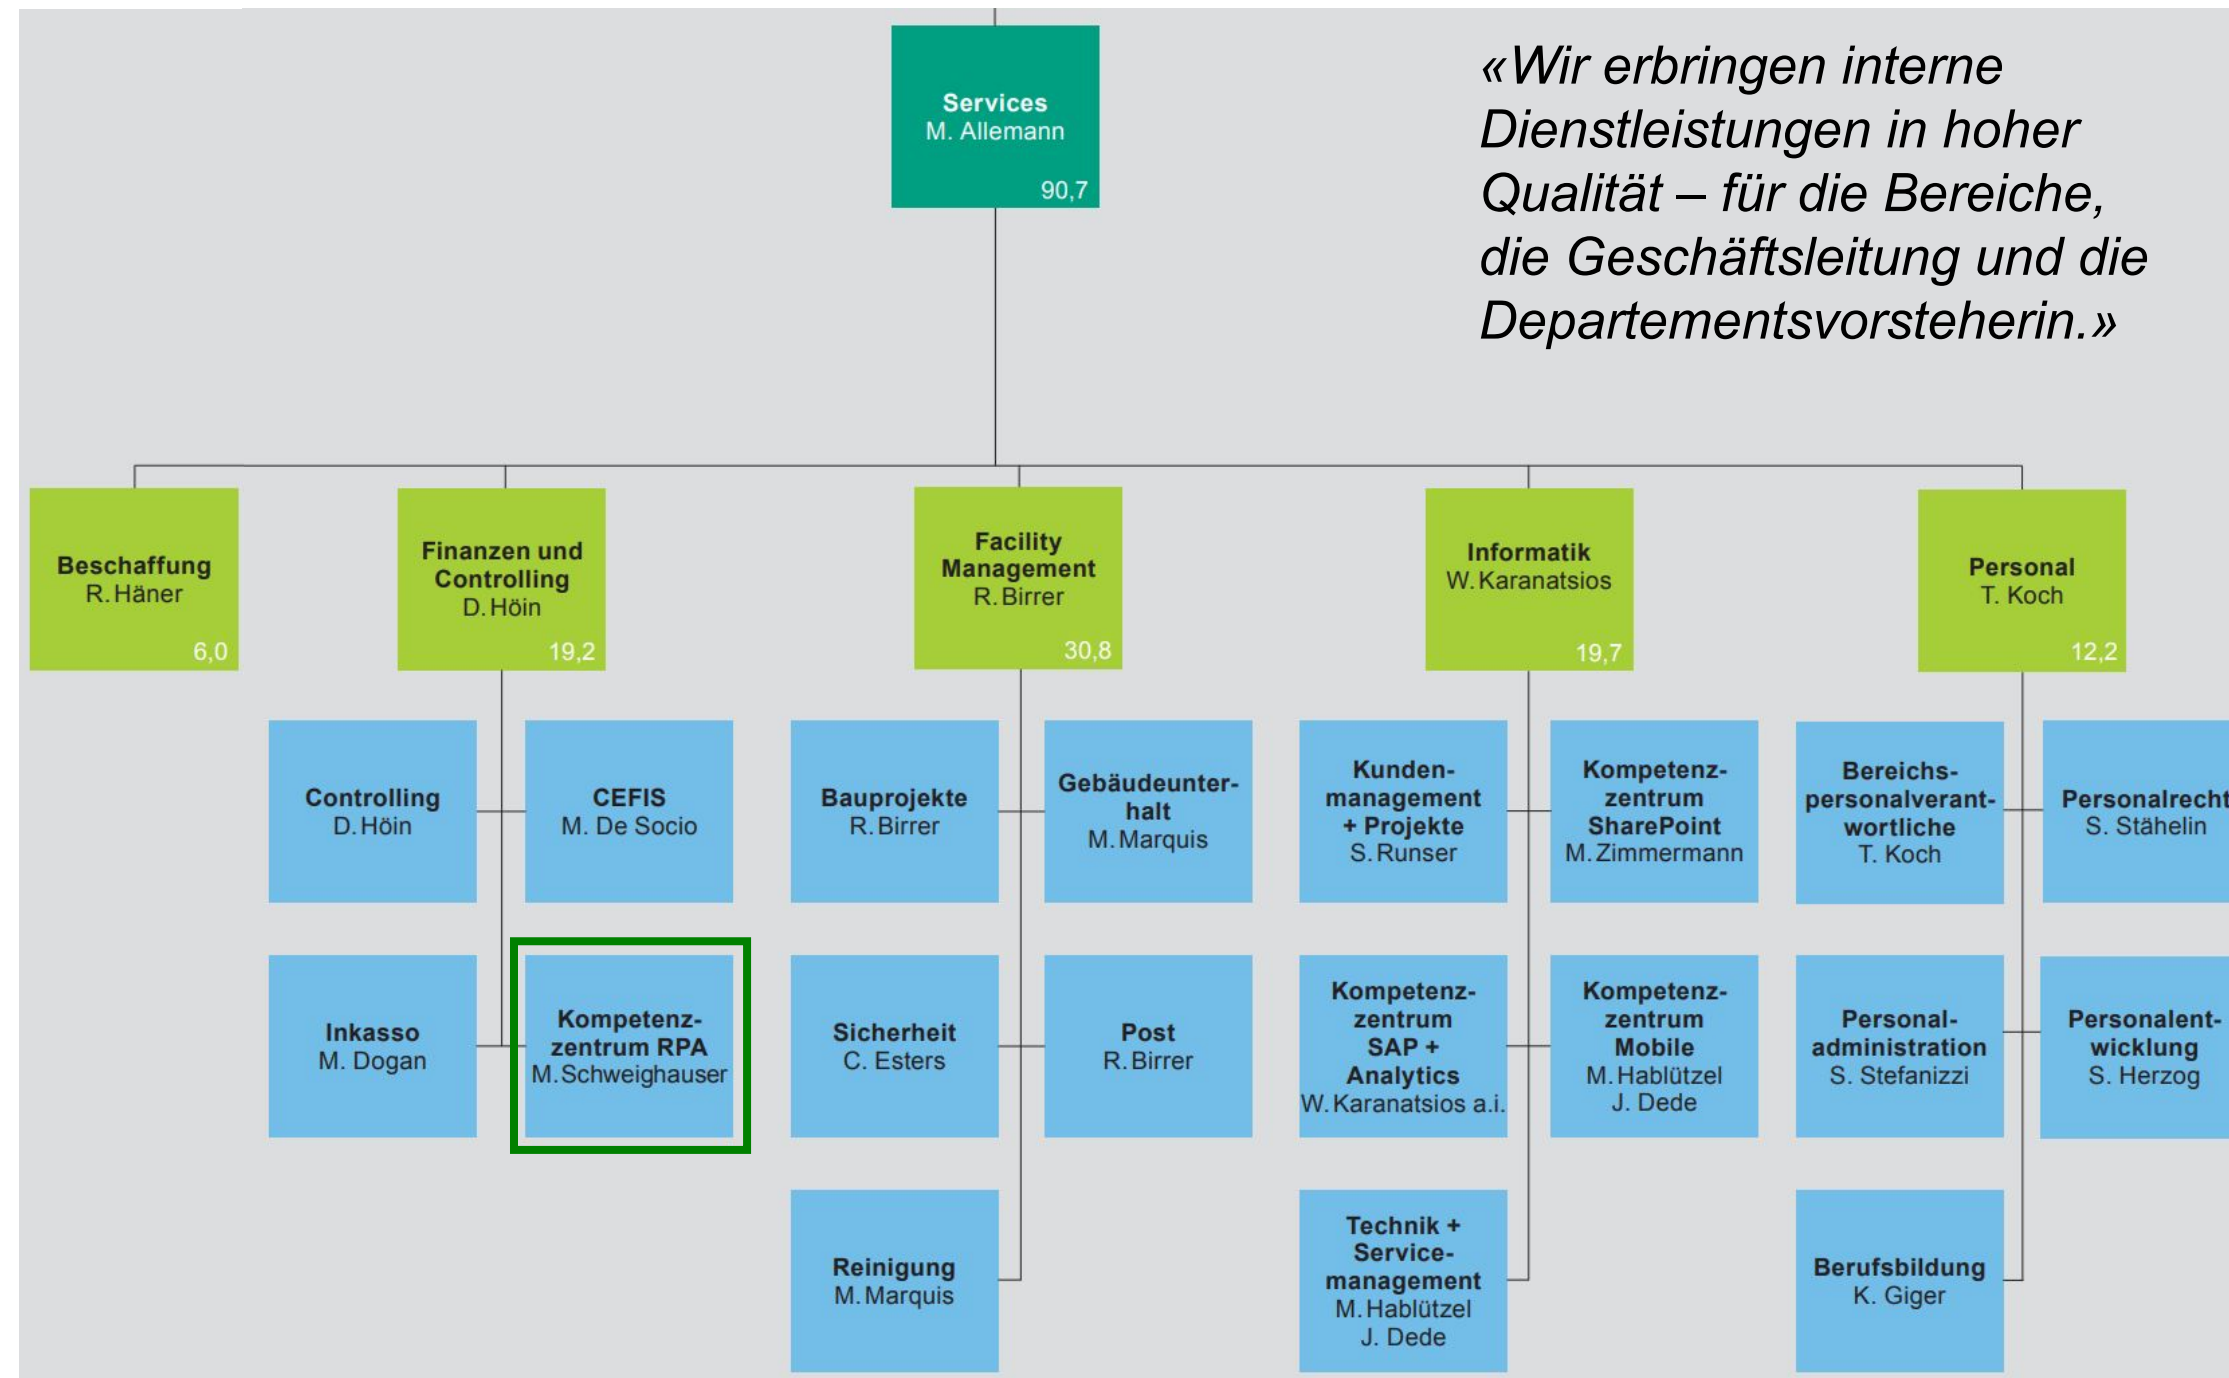 Services
M. Allemann
90,7
«Wir erbringen interne
Dienstleistungen in hoher
Qualität – für die Bereiche,
die Geschäftsleitung und die
Departementsvorsteherin.»
Beschaffung
R. Häner
6,0
Finanzen und
Controlling
D. Höin
19,2
Facility
Management
R. Birrer
30,8
Informatik
W. Karanatsios
19,7
Personal
T. Koch
12,2
Controlling
D. Höin
CEFIS
M. De Socio
Bauprojekte
R. Birrer
Gebäudeunter-
halt
M. Marquis
Kunden-
management
+ Projekte
S. Runser
Kompetenz-
zentrum
SharePoint
M. Zimmermann
Bereichs-
personalverant-
wortliche
T. Koch
Personalrecht
S. Stähelin
Inkasso
M. Dogan
Kompetenz-
zentrum RPA
M. Schweighauser
Sicherheit
C. Esters
Post
R. Birrer
Kompetenz-
zentrum
SAP +
Analytics
W. Karanatsios a.i.
Kompetenz-
zentrum
Mobile
M. Hablützel
J. Dede
Personal-
administration
S. Stefanizzi
Personalent-
wicklung
S. Herzog
Reinigung
M. Marquis
Technik +
Service-
management
M. Hablützel
J. Dede
Berufsbildung
K. Giger